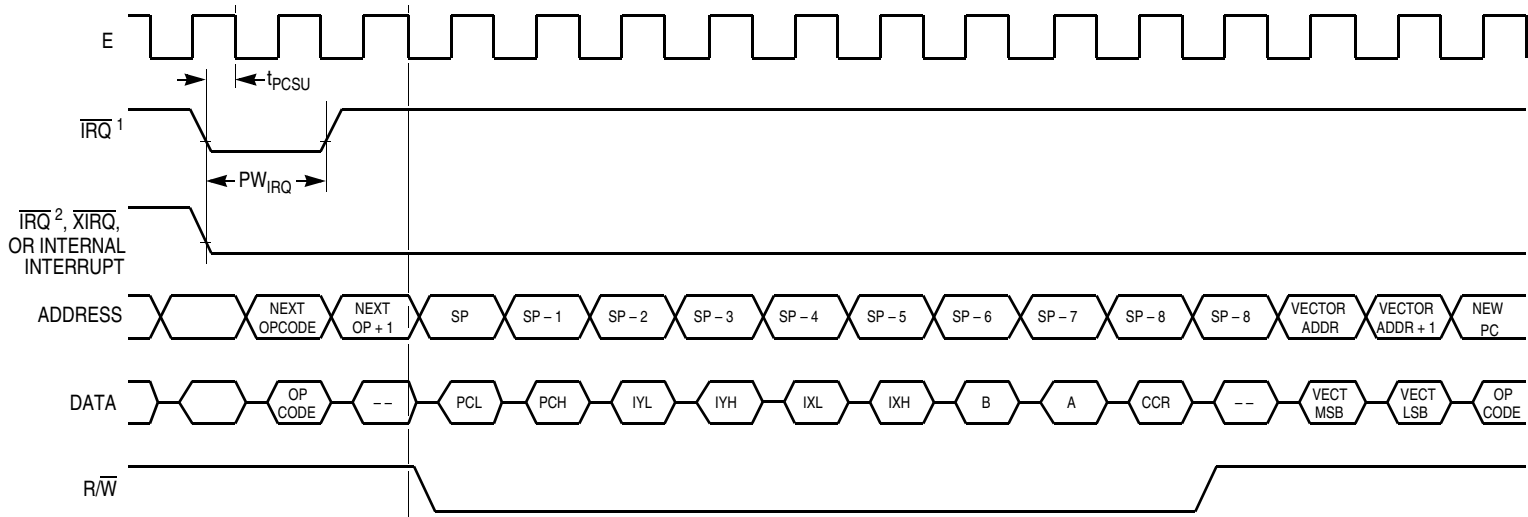 E
tPCSU
IRQ 1
PWIRQ
IRQ 2, XIRQ,
OR INTERNAL
INTERRUPT
ADDRESS
NEXT
OPCODE
NEXT
OP + 1
SP
SP – 1
SP – 2
SP – 3
SP – 4
SP – 5
SP – 6
SP – 7
SP – 8
SP – 8
VECTOR
ADDR
VECTOR
ADDR + 1
NEW
PC
DATA
OP
CODE
– –
PCL
PCH
IYL
IYH
IXL
IXH
B
A
CCR
– –
VECT
MSB
VECT
LSB
OP
CODE
R/W